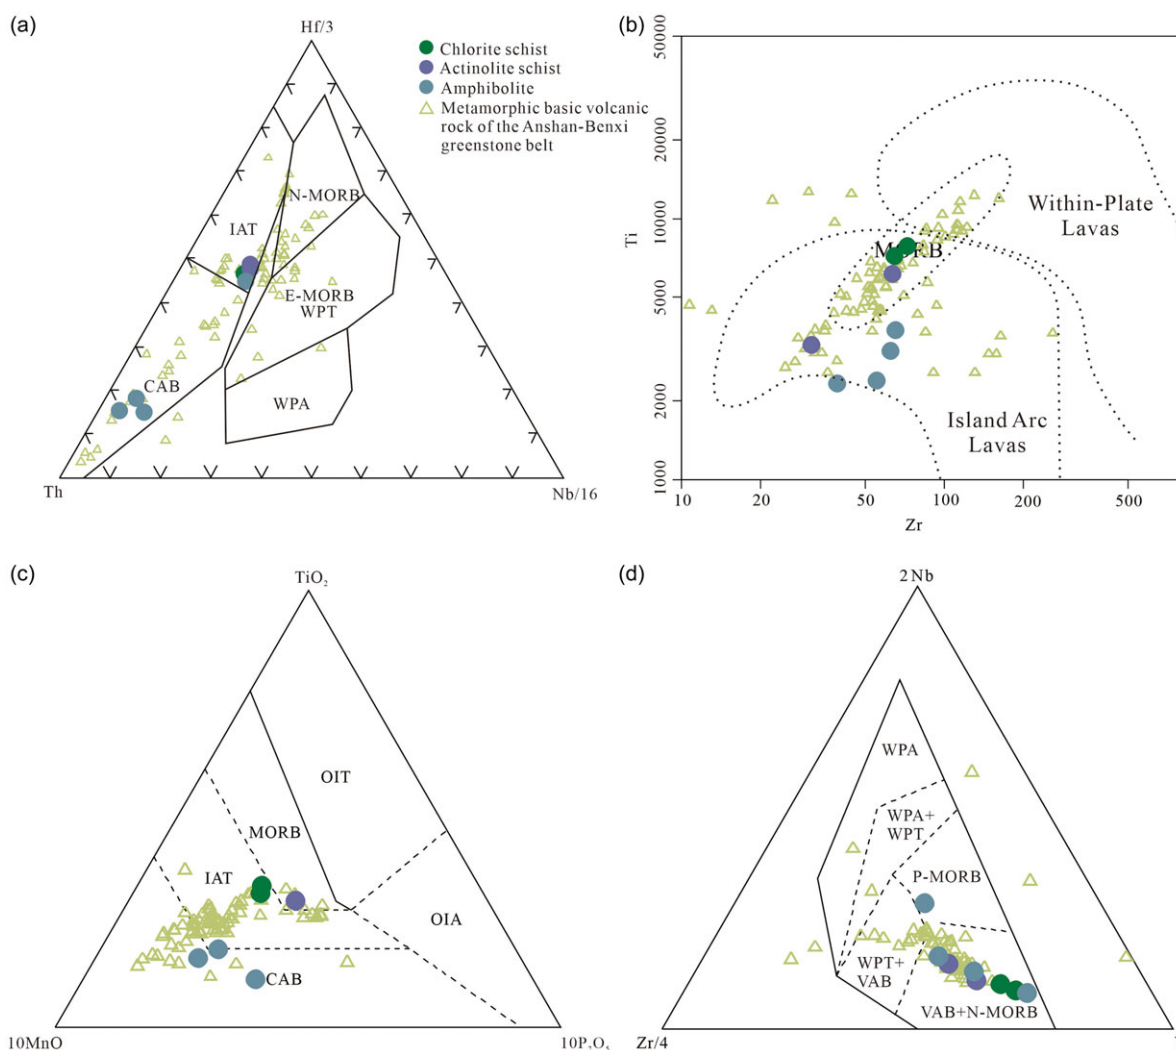 (a)
Hf/3
Chlorite schist
Actinolite schist
Amphibolite
Metamorphic basic volcanic
rock of the Anshan-Benxi
greenstone belt
N-MORB
IAT
E-MORB
WPT
CAB
WPA
Th
Nb/16
(b)
50000
20000
10000
5000
2000
1000
Ti
Within-Plate
Lavas
MORB
Island Arc
Lavas
10
20
50
100
200
500
Zr
(c)
TiO₂
OIT
MORB
IAT
OIA
CAB
10MnO
10P₂O₅
(d)
2Nb
WPA
WPA+
WPT
P-MORB
WPT+
VAB
VAB+N-MORB
Zr/4